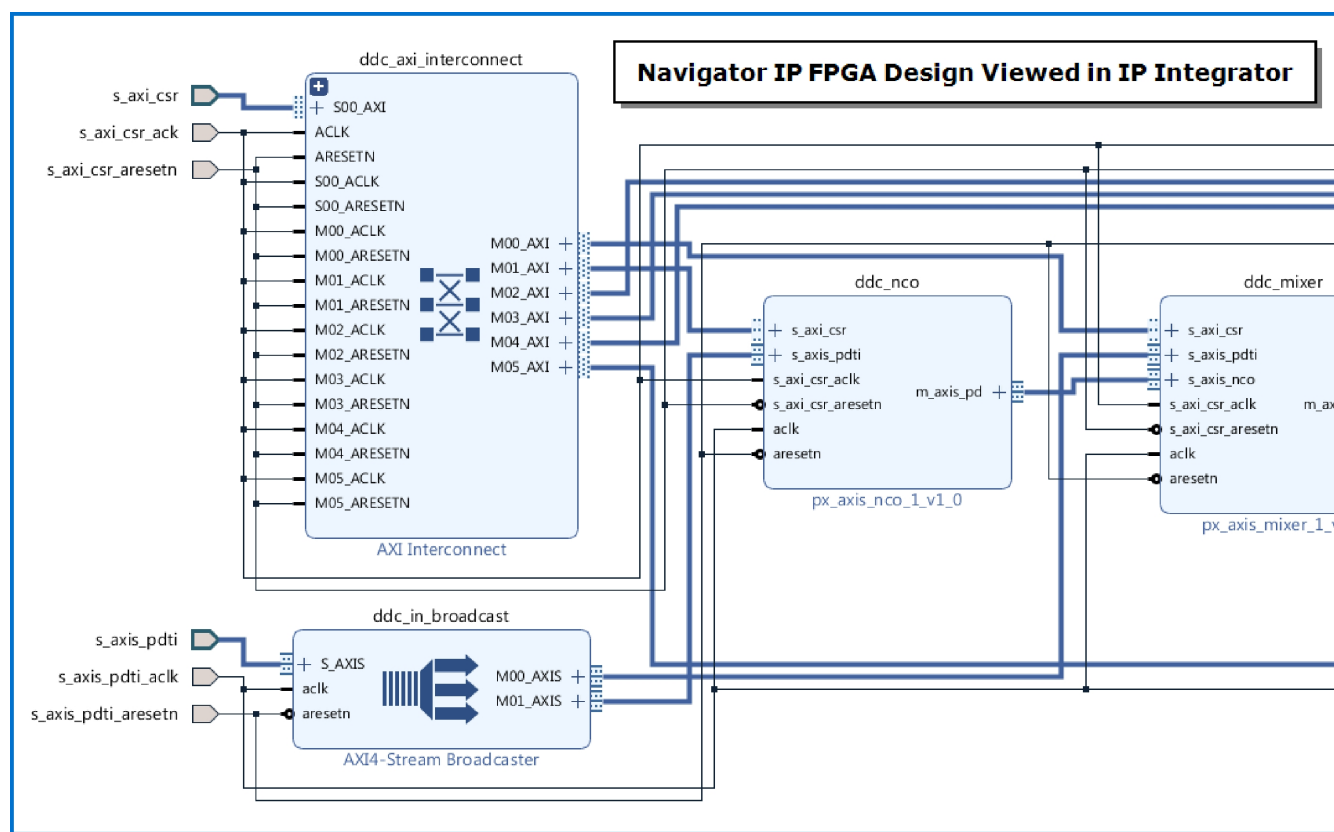 Navigator IP FPGA Design Viewed in IP Integrator
s_axi_csr
s_axi_csr_ack
s_axi_csr_aresetn
ddc_axi_interconnect
S00_AXI
ACLK
ARESETN
S00_ACLK
S00_ARESETN
M00_ACLK
M00_ARESETN
M01_ACLK
M01_ARESETN
M02_ACLK
M02_ARESETN
M03_ACLK
M03_ARESETN
M04_ACLK
M04_ARESETN
M05_ACLK
M05_ARESETN
M00_AXI
M01_AXI
M02_AXI
M03_AXI
M04_AXI
M05_AXI
AXI Interconnect
ddc_nco
s_axi_csr
s_axis_pdti
s_axi_csr_aclk
s_axi_csr_aresetn
aclk
aresetn
m_axis_pd
px_axis_nco_1_v1_0
ddc_mixer
s_axi_csr
s_axis_pdti
s_axis_nco
s_axi_csr_aclk
s_axi_csr_aresetn
aclk
aresetn
m_ax
px_axis_mixer_1_v
s_axis_pdti
s_axis_pdti_aclk
s_axis_pdti_aresetn
ddc_in_broadcast
S_AXIS
aclk
aresetn
M00_AXIS
M01_AXIS
AXI4-Stream Broadcaster